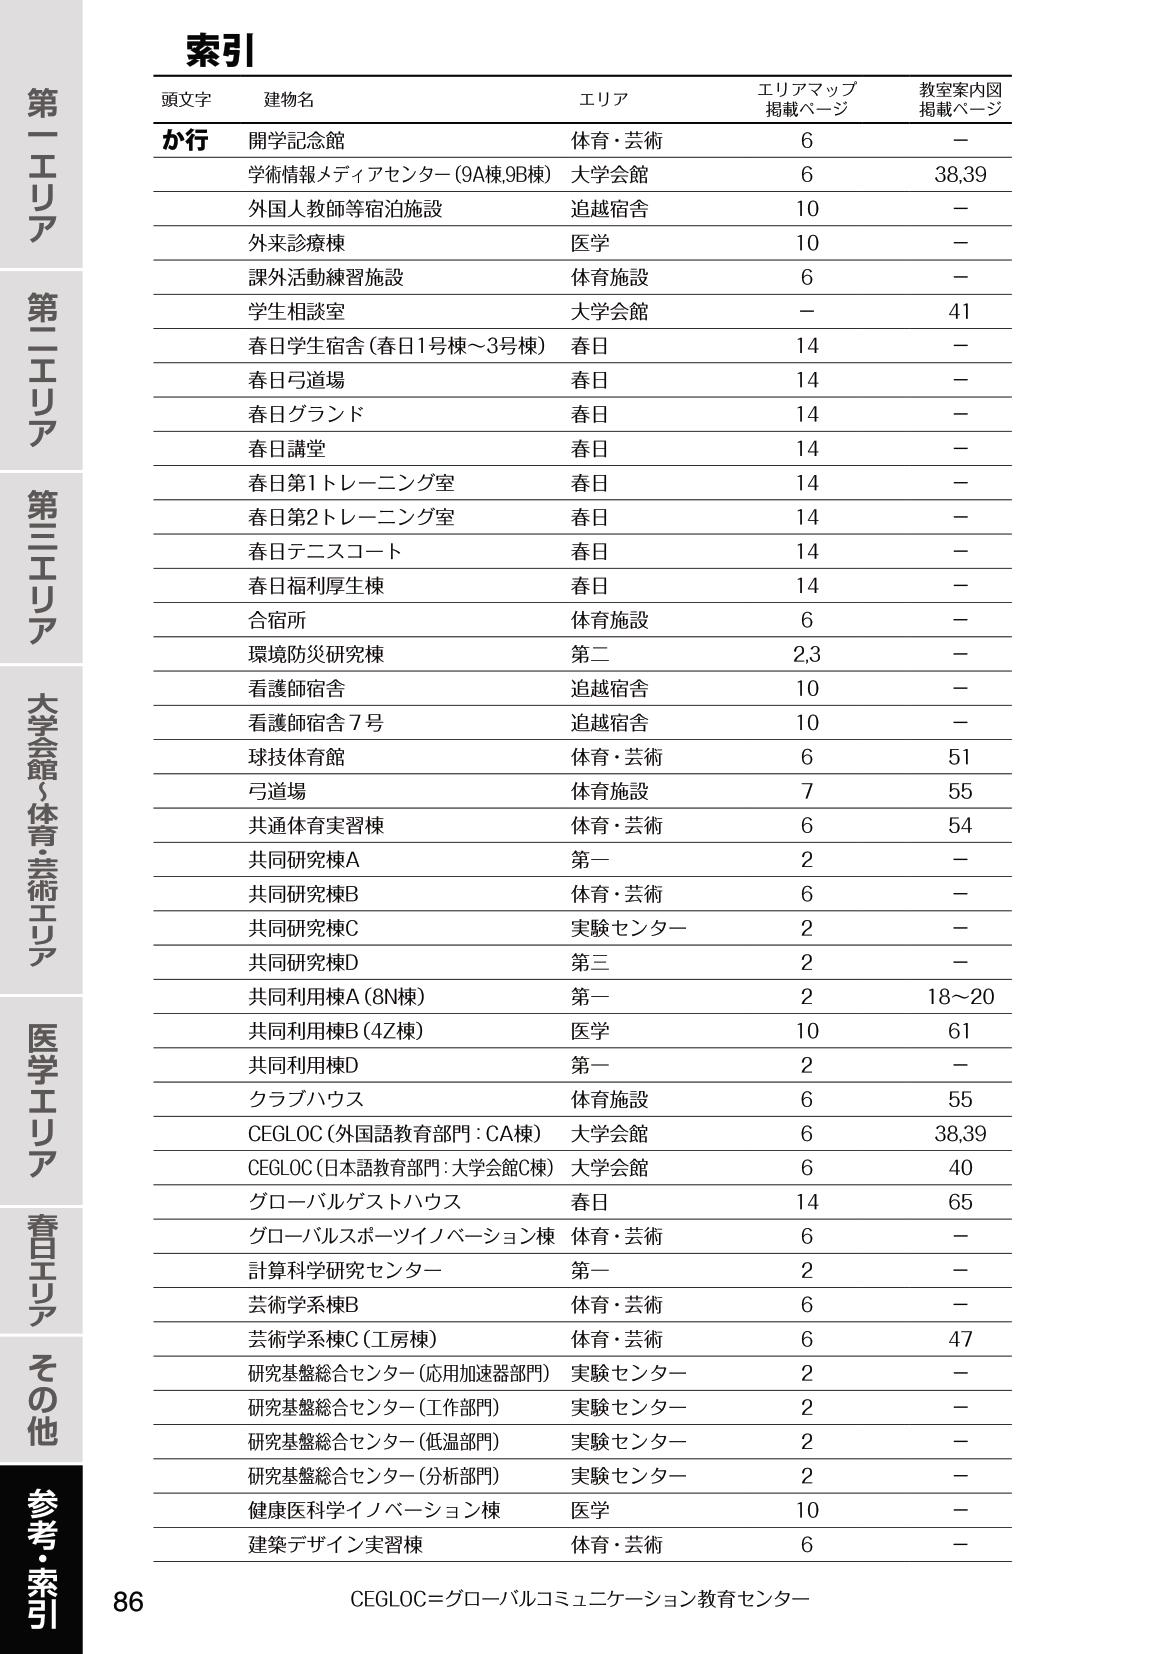 索引
頭文字 建物名 エリア エリアマップ掲載ページ 教室案内図掲載ページ
か行 開学記念館 体育・芸術 6 －
学術情報メディアセンター（9A棟,9B棟） 大学会館 6 38,39
外国人教師等宿泊施設 追越宿舎 10 －
外来診療棟 医学 10 －
課外活動練習施設 体育施設 6 －
学生相談室 大学会館 － 41
春日学生宿舎（春日1号棟～3号棟） 春日 14 －
春日弓道場 春日 14 －
春日グランド 春日 14 －
春日講堂 春日 14 －
春日第1トレーニング室 春日 14 －
春日第2トレーニング室 春日 14 －
春日テニスコート 春日 14 －
春日福利厚生棟 春日 14 －
合宿所 体育施設 6 －
環境防災研究棟 第二 2,3 －
看護師宿舎 追越宿舎 10 －
看護師宿舎７号 追越宿舎 10 －
球技体育館 体育・芸術 6 51
弓道場 体育施設 7 55
共通体育実習棟 体育・芸術 6 54
共同研究棟A 第一 2 －
共同研究棟B 体育・芸術 6 －
共同研究棟C 実験センター 2 －
共同研究棟D 第三 2 －
共同利用棟A（8N棟） 第一 2 18～20
共同利用棟B（4Z棟） 医学 10 61
共同利用棟D 第一 2 －
クラブハウス 体育施設 6 55
CEGLOC（外国語教育部門：CA棟） 大学会館 6 38,39
CEGLOC（日本語教育部門：大学会館C棟） 大学会館 6 40
グローバルゲストハウス 春日 14 65
グローバルスポーツイノベーション棟 体育・芸術 6 －
計算科学研究センター 第一 2 －
芸術学系棟B 体育・芸術 6 －
芸術学系棟C（工房棟） 体育・芸術 6 47
研究基盤総合センター（応用加速器部門） 実験センター 2 －
研究基盤総合センター（工作部門） 実験センター 2 －
研究基盤総合センター（低温部門） 実験センター 2 －
研究基盤総合センター（分析部門） 実験センター 2 －
健康医科学イノベーション棟 医学 10 －
建築デザイン実習棟 体育・芸術 6 －
CEGLOC＝グローバルコミュニケーション教育センター
86
第一エリア
第二エリア
第三エリア
大学会館～体育・芸術エリア
医学エリア
春日エリア
その他
参考・索引